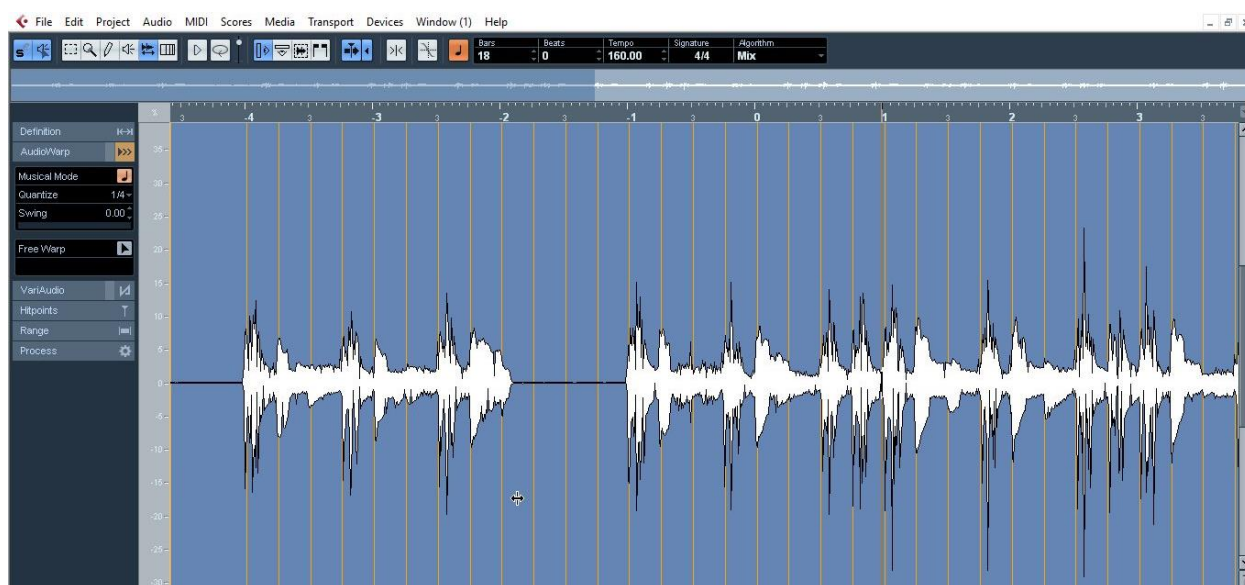 File Edit Project Audio MIDI Scores Media Transport Devices Window (1) Help
Bars Beats Tempo Signature Algorithm
18 0 160.00 4/4 Mix
% 3 -4 3 -3 3 -2 3 -1 3 0 3 1 3 2 3 3 3
Definition
AudioWarp
Musical Mode
Quantize 1/4
Swing 0.00
Free Warp
VariAudio
Hitpoints
Range
Process
35
30
25
20
15
10
5
0
-5
-10
-15
-20
-25
-30